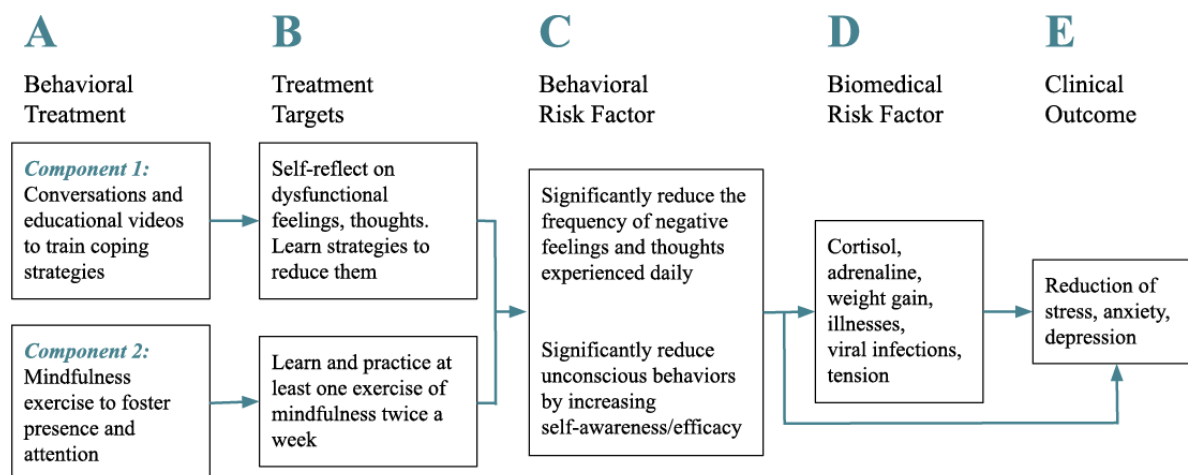 A
Behavioral
Treatment
B
Treatment
Targets
C
Behavioral
Risk Factor
D
Biomedical
Risk Factor
E
Clinical
Outcome
Component 1:
Conversations and
educational videos
to train coping
strategies
Self-reflect on
dysfunctional
feelings, thoughts.
Learn strategies to
reduce them
Component 2:
Mindfulness
exercise to foster
presence and
attention
Learn and practice at
least one exercise of
mindfulness twice a
week
Significantly reduce the
frequency of negative
feelings and thoughts
experienced daily
Significantly reduce
unconscious behaviors
by increasing
self-awareness/efficacy
Cortisol,
adrenaline,
weight gain,
illnesses,
viral infections,
tension
Reduction of
stress, anxiety,
depression